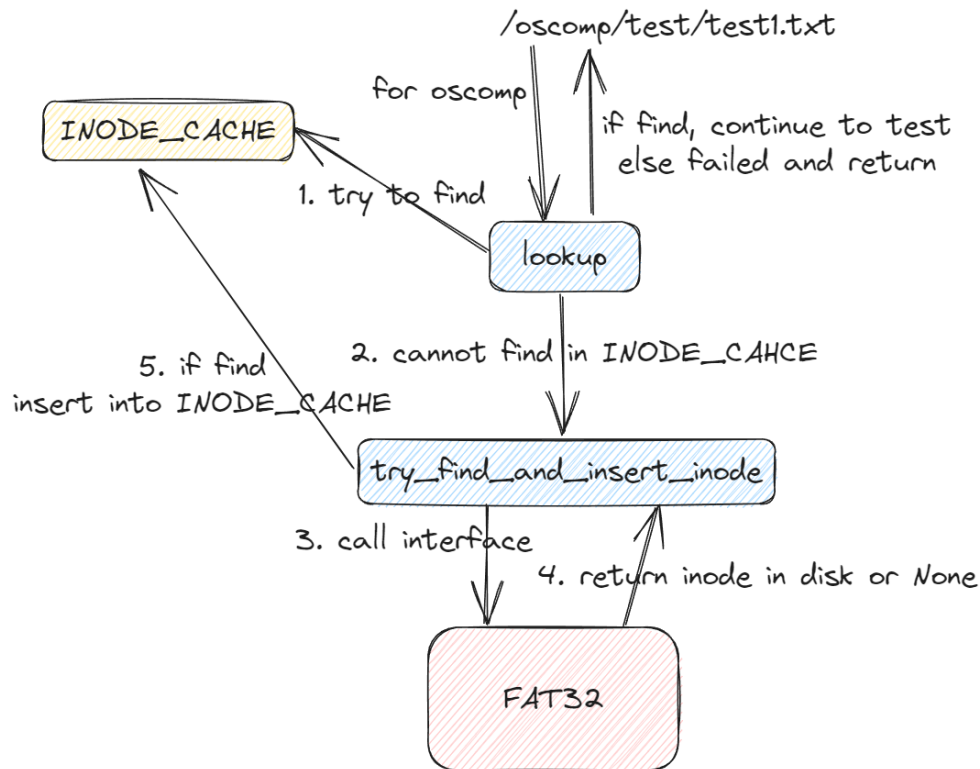 /oscomp/test/test1.txt
for oscomp
if find, continue to test
else failed and return
INODE_CACHE
1. try to find
lookup
2. cannot find in INODE_CAHCE
5. if find
insert into INODE_CACHE
try_find_and_insert_inode
3. call interface
4. return inode in disk or None
FAT32